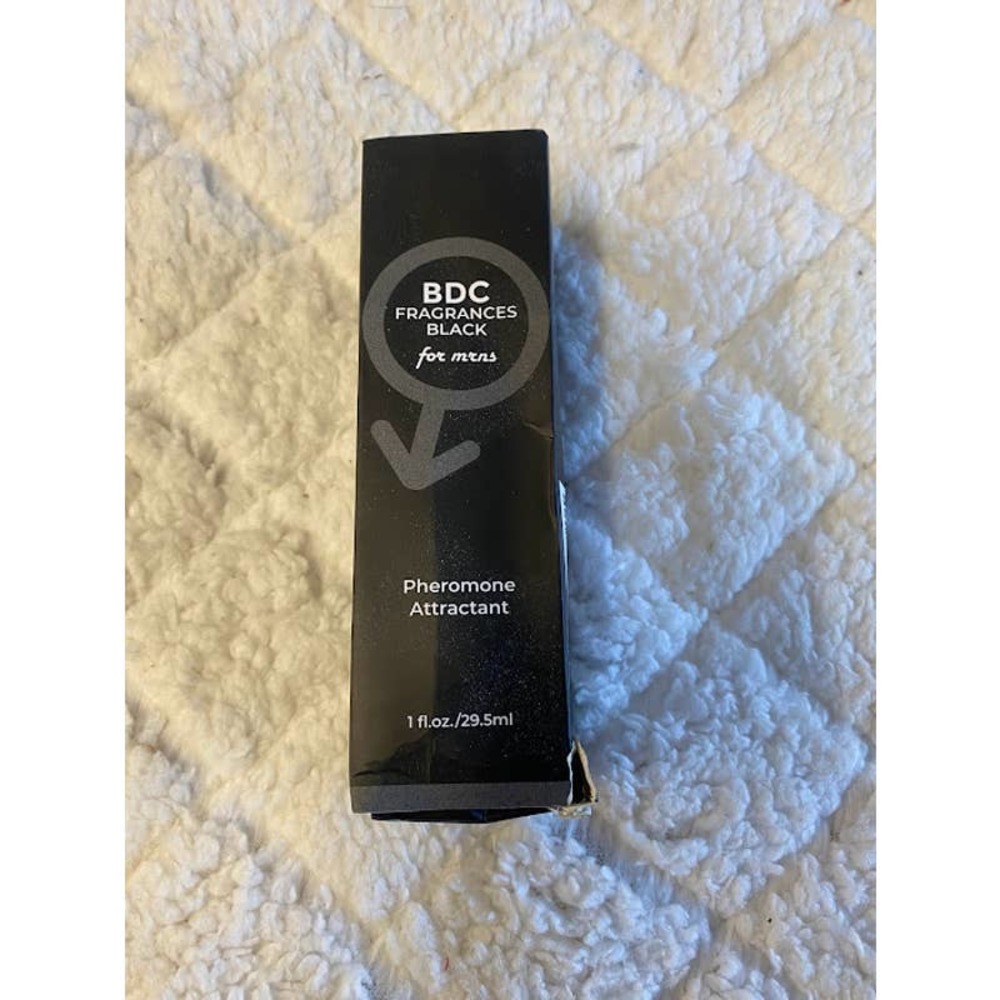 BDC
FRAGRANCES
BLACK
for mens
Pheromone
Attractant
1 fl.oz./29.5ml